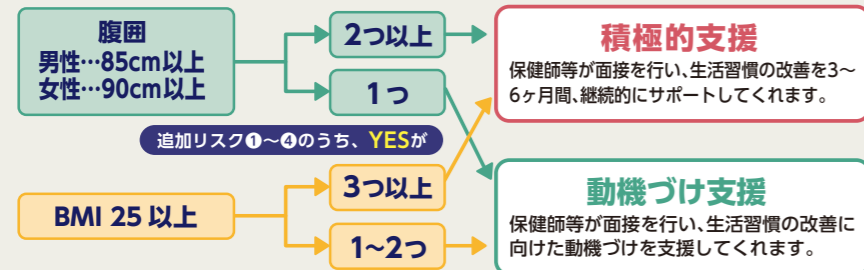 腹囲
男性…85cm以上
女性…90cm以上
2つ以上
1つ
積極的支援
保健師等が面接を行い、生活習慣の改善を3〜
6ヶ月間、継続的にサポートしてくれます。
追加リスク❶〜❹のうち、YESが
BMI 25 以上
3つ以上
1〜2つ
動機づけ支援
保健師等が面接を行い、生活習慣の改善に
向けた動機づけを支援してくれます。